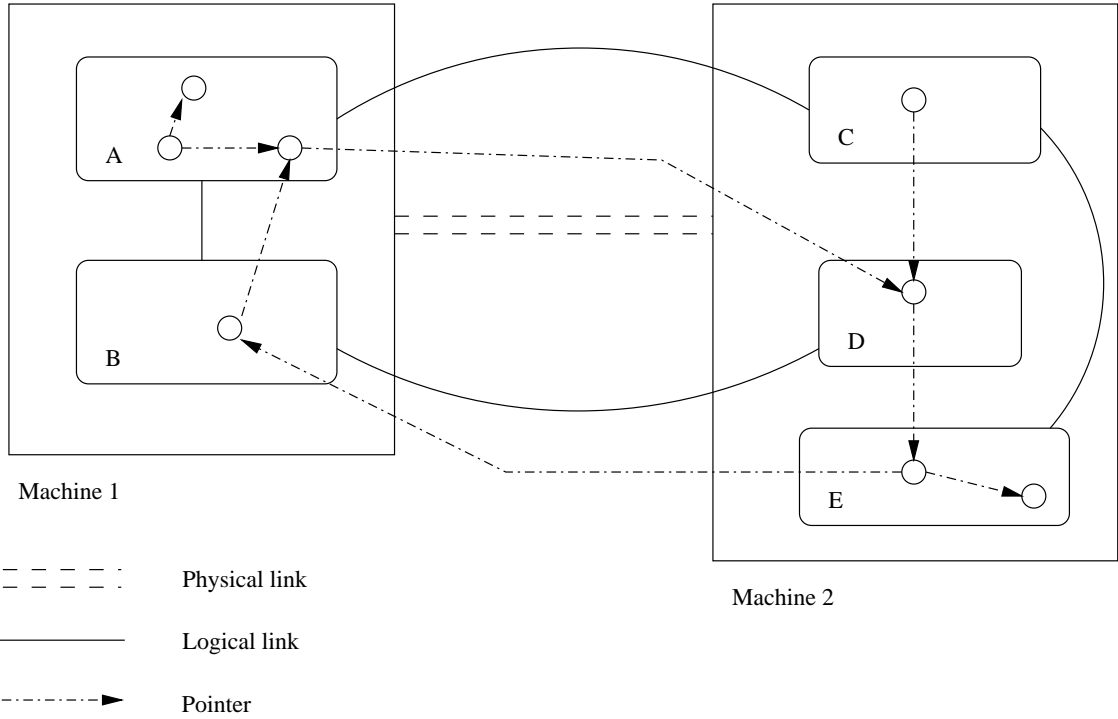 A
C
B
D
E
Machine 1
Machine 2
Physical link
Logical link
Pointer